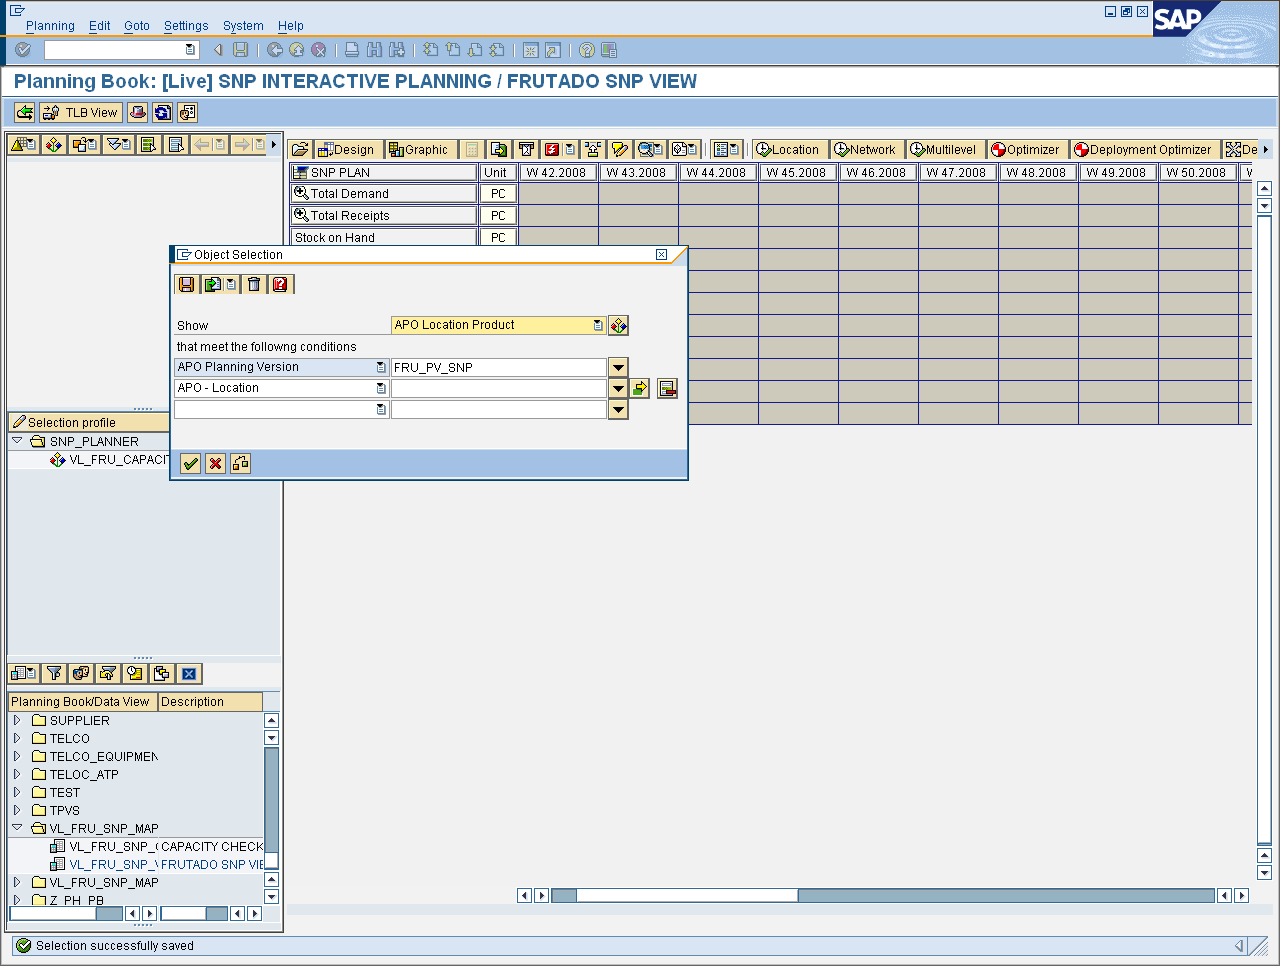 Planning Edit Goto Settings System Help
SAP
Planning Book: [Live] SNP INTERACTIVE PLANNING / FRUTADO SNP VIEW
TLB View
Design Graphic Location Network Multilevel Optimizer Deployment Optimizer De
SNP PLAN Unit W 42.2008 W 43.2008 W 44.2008 W 45.2008 W 46.2008 W 47.2008 W 48.2008 W 49.2008 W 50.2008
Total Demand PC
Total Receipts PC
Stock on Hand PC
Object Selection
Show APO Location Product
that meet the followng conditions
APO Planning Version FRU_PV_SNP
APO - Location
Selection profile
SNP_PLANNER
VL_FRU_CAPACIT
Planning Book/Data View Description
SUPPLIER
TELCO
TELCO_EQUIPMEN
TELOC_ATP
TEST
TPVS
VL_FRU_SNP_MAP
VL_FRU_SNP_( CAPACITY CHECK
VL_FRU_SNP_\ FRUTADO SNP VIE
VL_FRU_SNP_MAP
Z_PH_PB
Selection successfully saved